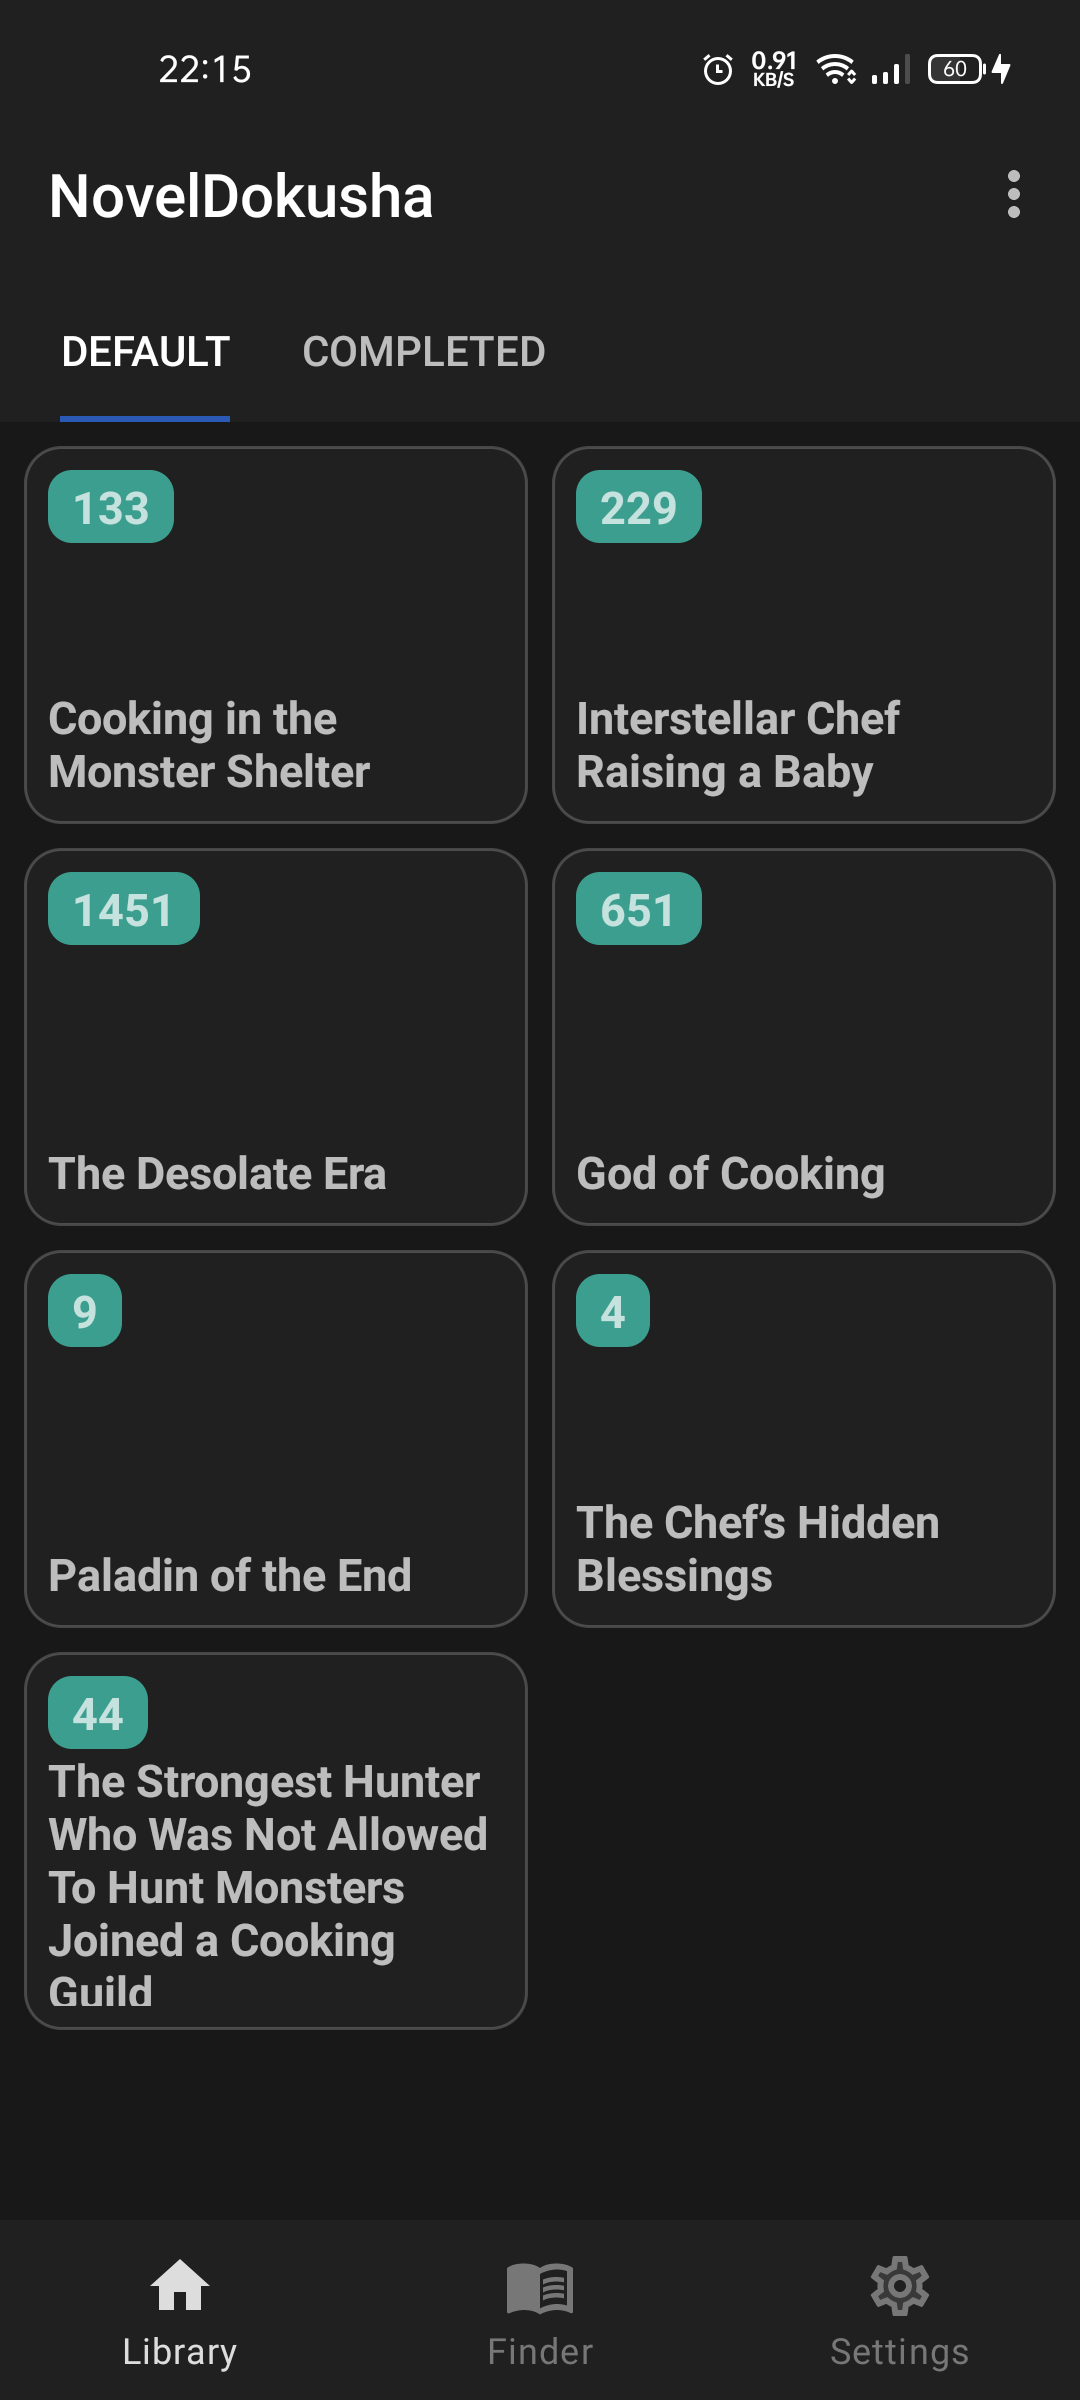 22:15
0.91
KB/S
60
NovelDokusha
DEFAULT
COMPLETED
133
Cooking in the
Monster Shelter
229
Interstellar Chef
Raising a Baby
1451
The Desolate Era
651
God of Cooking
9
Paladin of the End
4
The Chef’s Hidden
Blessings
44
The Strongest Hunter
Who Was Not Allowed
To Hunt Monsters
Joined a Cooking
Guild
Library
Finder
Settings